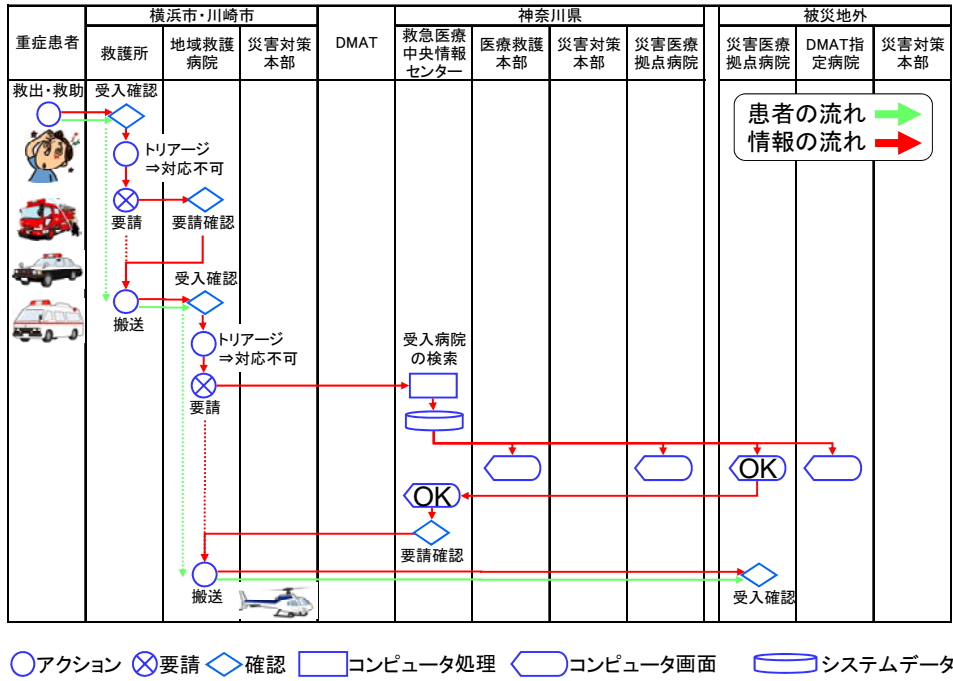 横浜市・川崎市
神奈川県
被災地外
重症患者
救護所
地域救護
病院
災害対策
本部
DMAT
救急医療
中央情報
センター
医療救護
本部
災害対策
本部
災害医療
拠点病院
災害医療
拠点病院
DMAT指
定病院
災害対策
本部
救出・救助
受入確認
患者の流れ
情報の流れ
トリアージ
⇒対応不可
要請
要請確認
受入確認
搬送
トリアージ
⇒対応不可
受入病院
の検索
要請
OK
OK
要請確認
搬送
受入確認
アクション
要請
確認
コンピュータ処理
コンピュータ画面
システムデータ